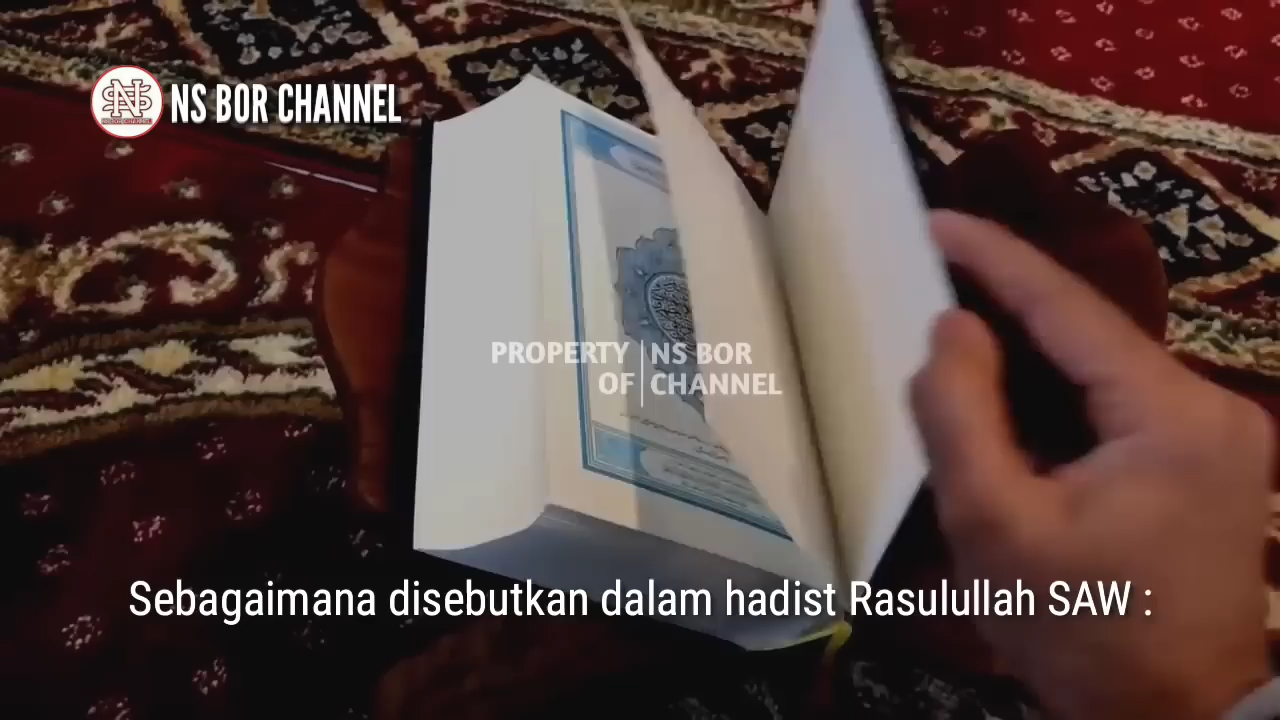 NS BOR CHANNEL
PROPERTY OF
NS BOR CHANNEL
Sebagaimana disebutkan dalam hadist Rasulullah SAW :